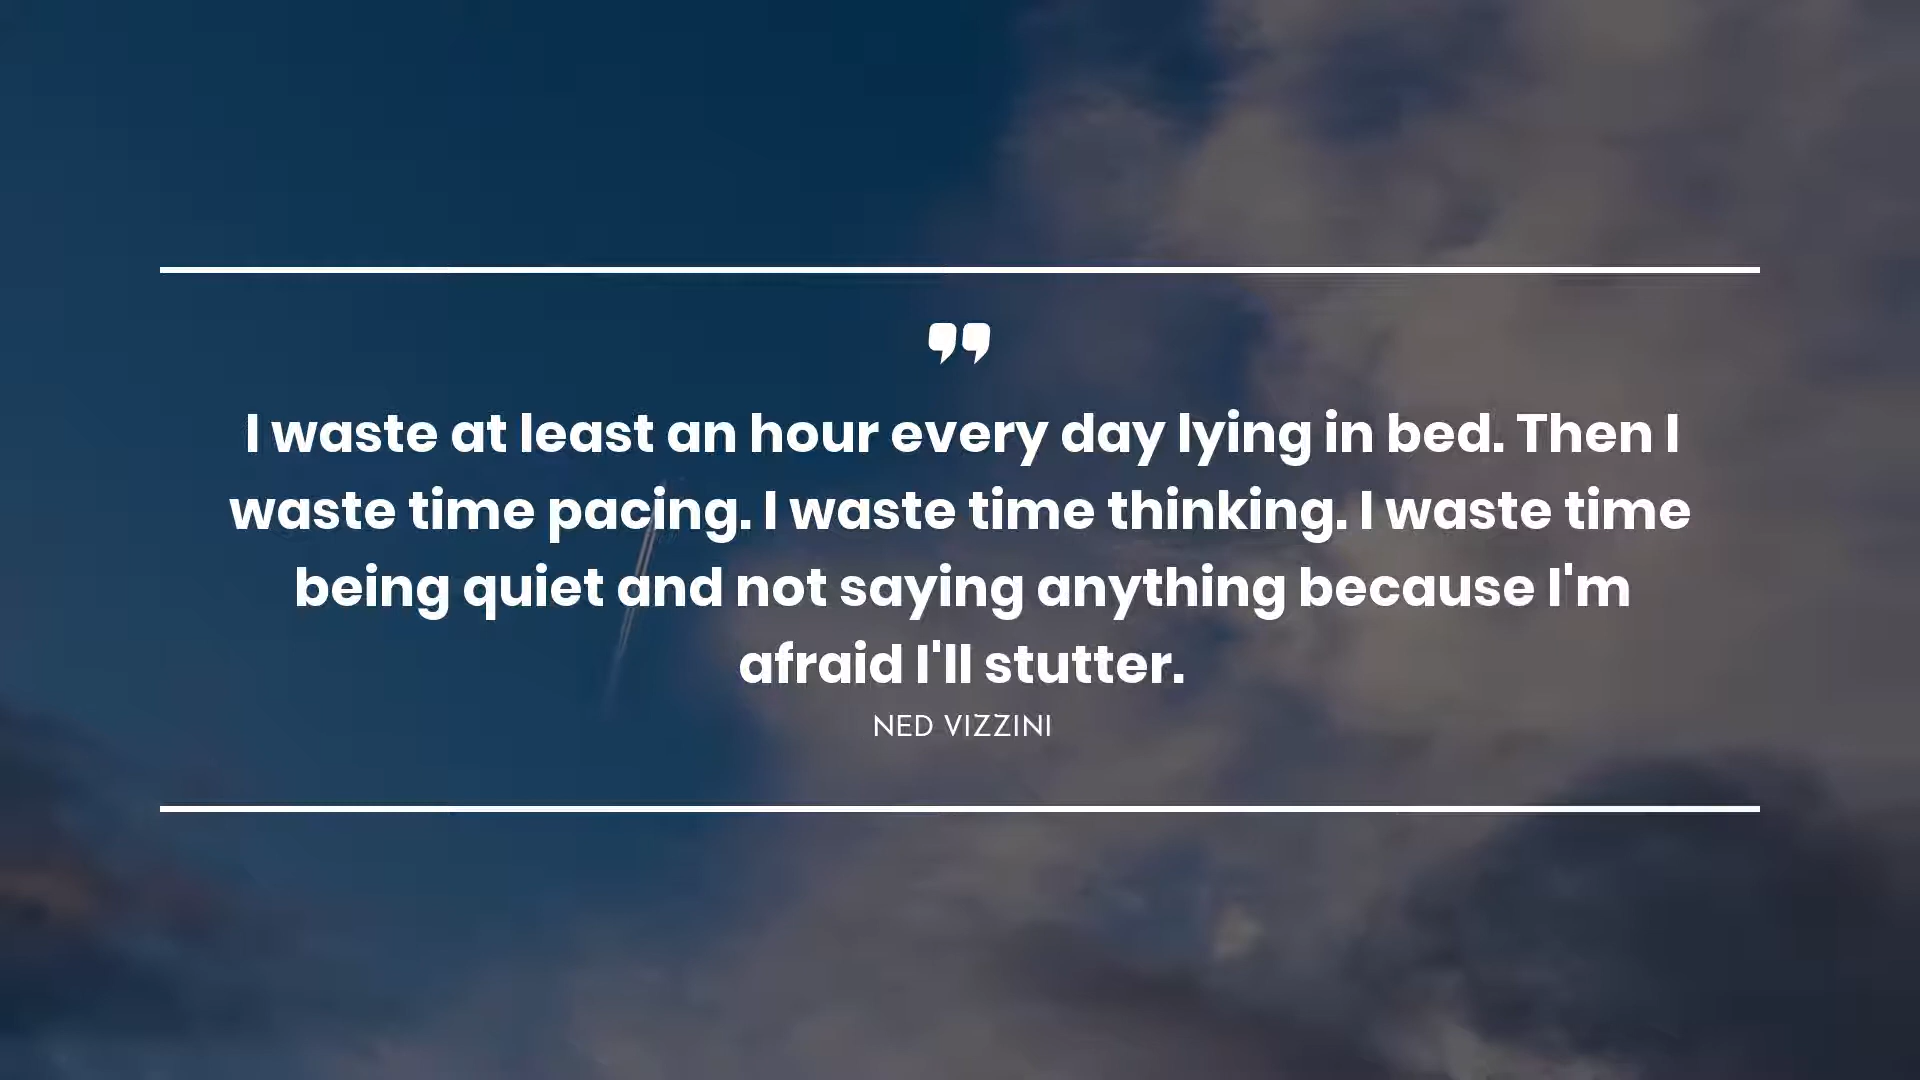 ”
I waste at least an hour every day lying in bed. Then I
waste time pacing. I waste time thinking. I waste time
being quiet and not saying anything because I'm
afraid I'll stutter.
NED VIZZINI